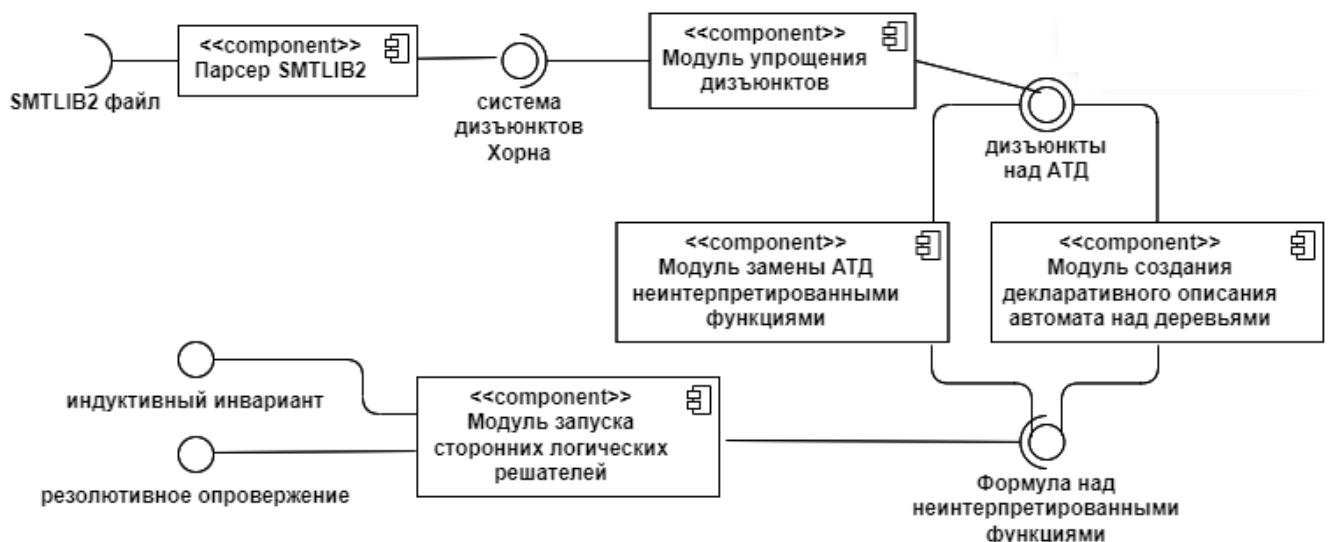 <<component>>
Парсер SMTLIB2
SMTLIB2 файл
система
дизъюнктов
Хорна
<<component>>
Модуль упрощения
дизъюнктов
дизъюнкты
над АТД
<<component>>
Модуль замены АТД
неинтерпретированными
функциями
<<component>>
Модуль создания
декларативного описания
автомата над деревьями
индуктивный инвариант
резолютивное опровержение
<<component>>
Модуль запуска
сторонних логических
решателей
Формула над
неинтерпретированными
функциями